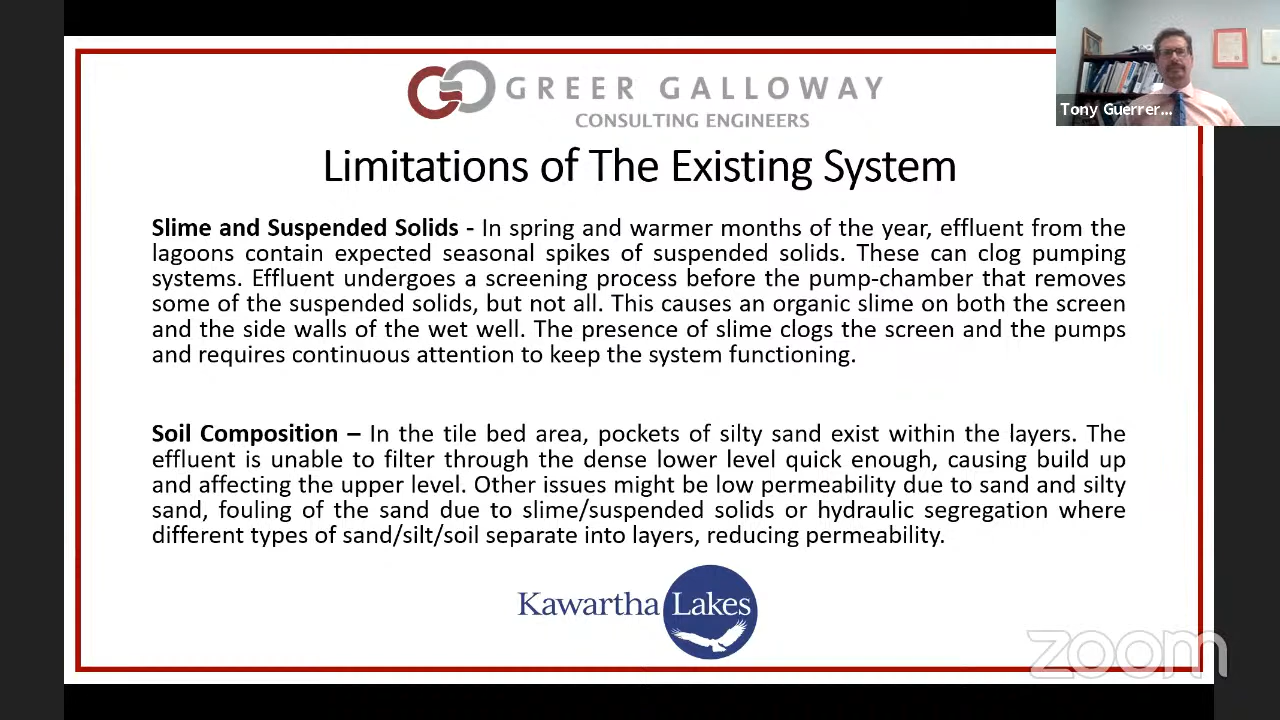 GREER GALLOWAY
CONSULTING ENGINEERS
Tony Guerrer...
Limitations of The Existing System
Slime and Suspended Solids - In spring and warmer months of the year, effluent from the
lagoons contain expected seasonal spikes of suspended solids. These can clog pumping
systems. Effluent undergoes a screening process before the pump-chamber that removes
some of the suspended solids, but not all. This causes an organic slime on both the screen
and the side walls of the wet well. The presence of slime clogs the screen and the pumps
and requires continuous attention to keep the system functioning.
Soil Composition – In the tile bed area, pockets of silty sand exist within the layers. The
effluent is unable to filter through the dense lower level quick enough, causing build up
and affecting the upper level. Other issues might be low permeability due to sand and silty
sand, fouling of the sand due to slime/suspended solids or hydraulic segregation where
different types of sand/silt/soil separate into layers, reducing permeability.
Kawartha Lakes
zoom